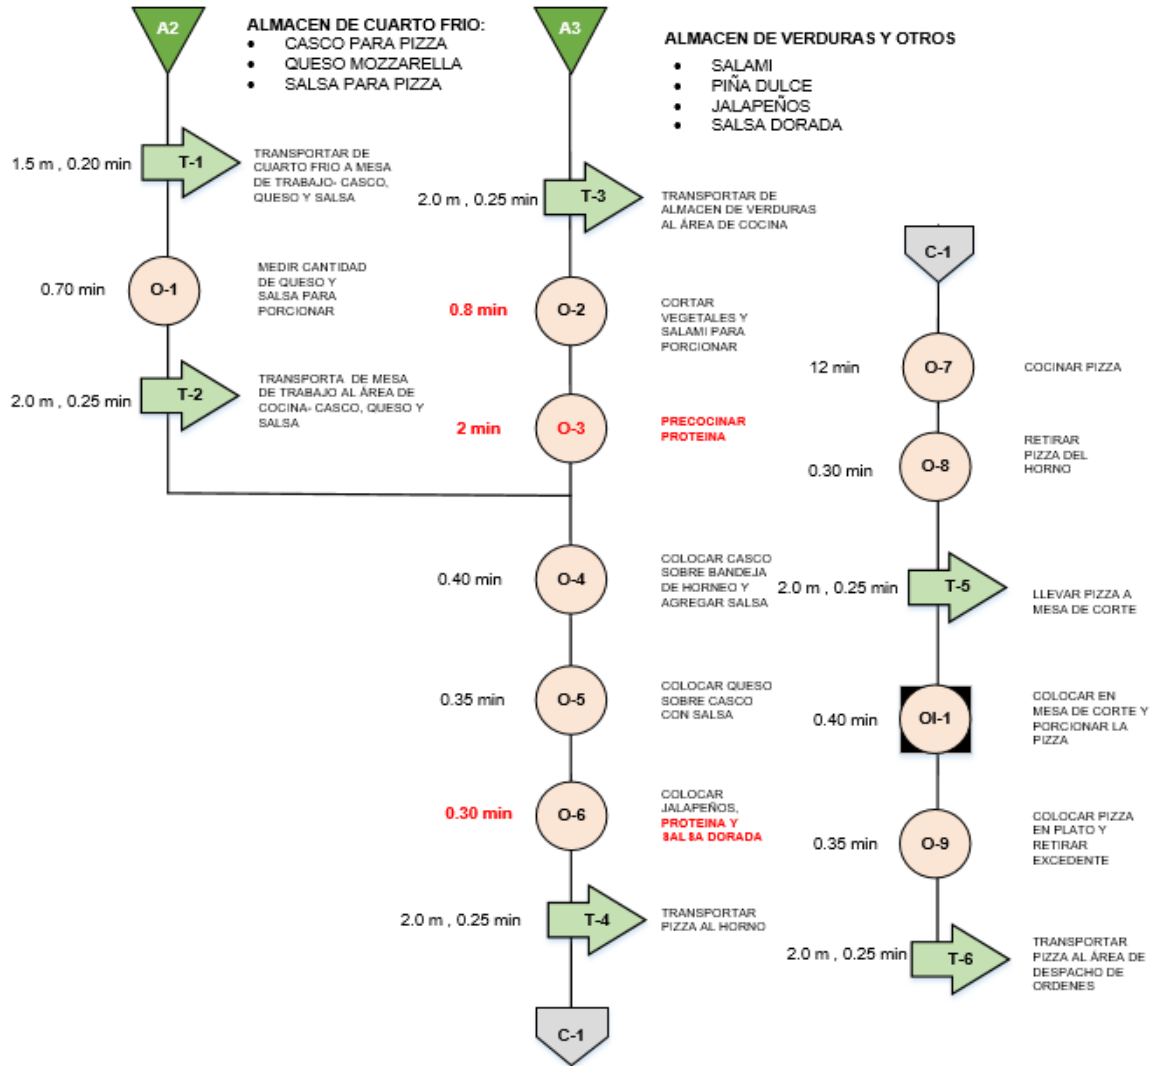 A2
ALMACEN DE CUARTO FRIO:
• CASCO PARA PIZZA
• QUESO MOZZARELLA
• SALSA PARA PIZZA
1.5 m , 0.20 min
T-1
TRANSPORTAR DE
CUARTO FRIO A MESA
DE TRABAJO- CASCO,
QUESO Y SALSA
0.70 min
O-1
MEDIR CANTIDAD
DE QUESO Y
SALSA PARA
PORCIONAR
2.0 m , 0.25 min
T-2
TRANSPORTA DE MESA
DE TRABAJO AL ÁREA DE
COCINA- CASCO, QUESO Y
SALSA
A3
ALMACEN DE VERDURAS Y OTROS
• SALAMI
• PIÑA DULCE
• JALAPEÑOS
• SALSA DORADA
2.0 m , 0.25 min
T-3
TRANSPORTAR DE
ALMACEN DE VERDURAS
AL ÁREA DE COCINA
0.8 min
O-2
CORTAR
VEGETALES Y
SALAMI PARA
PORCIONAR
2 min
O-3
PRECOCINAR
PROTEINA
0.40 min
O-4
COLOCAR CASCO
SOBRE BANDEJA
DE HORNEO Y
AGREGAR SALSA
0.35 min
O-5
COLOCAR QUESO
SOBRE CASCO
CON SALSA
0.30 min
O-6
COLOCAR
JALAPEÑOS,
PROTEINA Y
SALSA DORADA
2.0 m , 0.25 min
T-4
TRANSPORTAR
PIZZA AL HORNO
C-1
C-1
12 min
O-7
COCINAR PIZZA
0.30 min
O-8
RETIRAR
PIZZA DEL
HORNO
2.0 m , 0.25 min
T-5
LLEVAR PIZZA A
MESA DE CORTE
0.40 min
OI-1
COLOCAR EN
MESA DE CORTE Y
PORCIONAR LA
PIZZA
0.35 min
O-9
COLOCAR PIZZA
EN PLATO Y
RETIRAR
EXCEDENTE
2.0 m , 0.25 min
T-6
TRANSPORTAR
PIZZA AL ÁREA DE
DESPACHO DE
ORDENES